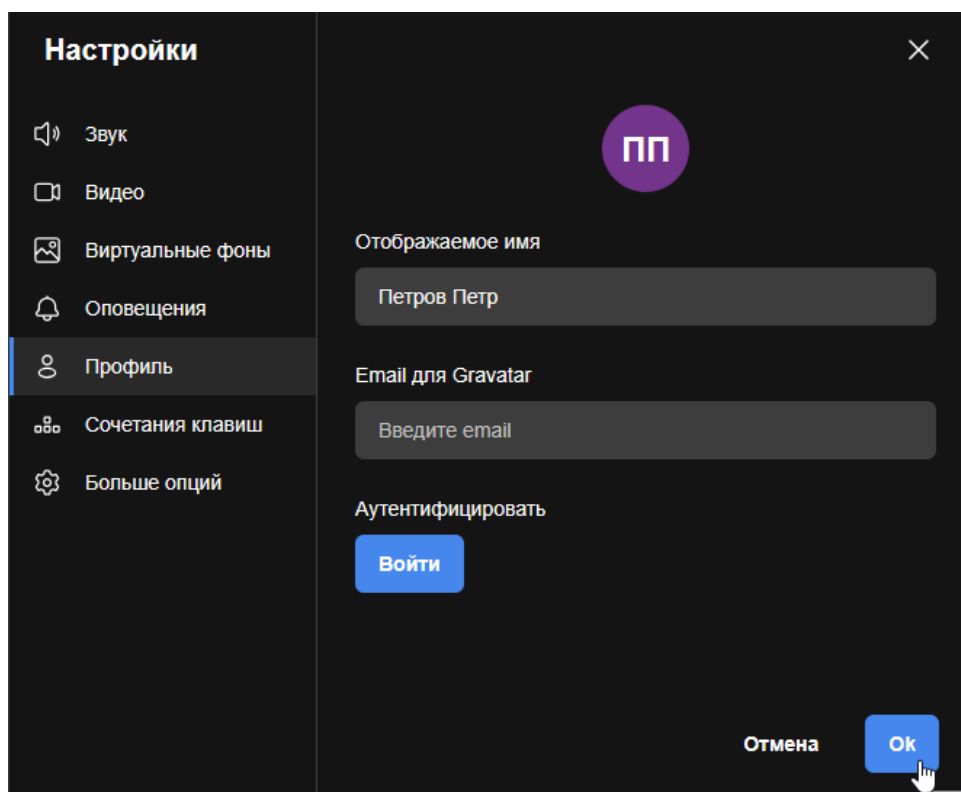 Настройки
Звук
Видео
Виртуальные фоны
Оповещения
Профиль
Сочетания клавиш
Больше опций
ПП
Отображаемое имя
Петров Петр
Email для Gravatar
Введите email
Аутентифицировать
Войти
Отмена
Ok